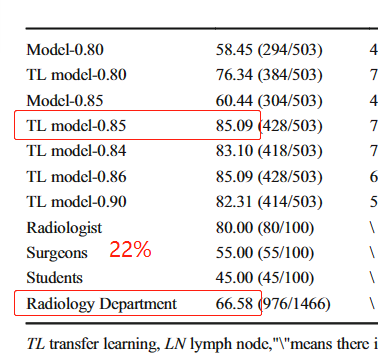 Model-0.80 58.45 (294/503) 4
TL model-0.80 76.34 (384/503) 7
Model-0.85 60.44 (304/503) 4
TL model-0.85 85.09 (428/503) 7
TL model-0.84 83.10 (418/503) 7
TL model-0.86 85.09 (428/503) 6
TL model-0.90 82.31 (414/503) 5
Radiologist 80.00 (80/100) \
Surgeons 22% 55.00 (55/100) \
Students 45.00 (45/100) \
Radiology Department 66.58 (976/1466) \
TL transfer learning, LN lymph node,"\"means there i